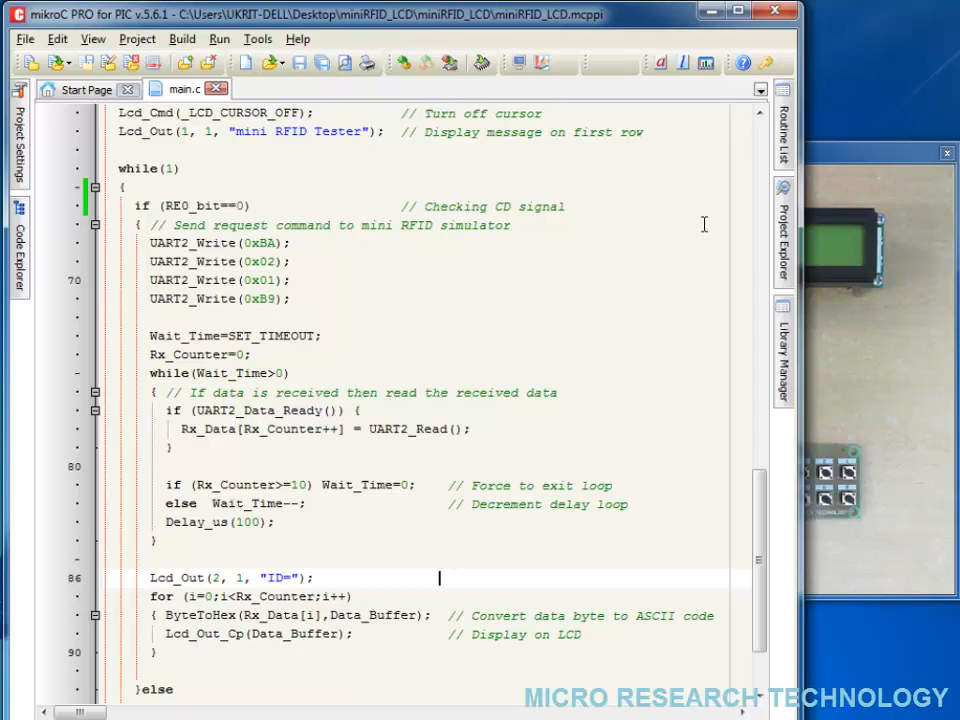 mikroC PRO for PIC v.5.6.1 - C:\Users\UKRIT-DELL\Desktop\miniRFID_LCD\miniRFID_LCD\miniRFID_LCD.mcppi
File Edit View Project Build Run Tools Help
Start Page main.c
Project Settings
Code Explorer
Routine List
Project Explorer
Library Manager
Lcd_Cmd(_LCD_CURSOR_OFF); // Turn off cursor
Lcd_Out(1, 1, "mini RFID Tester"); // Display message on first row
while(1)
{
if (RE0_bit==0) // Checking CD signal
{ // Send request command to mini RFID simulator
UART2_Write(0xBA);
UART2_Write(0x02);
70 UART2_Write(0x01);
UART2_Write(0xB9);
Wait_Time=SET_TIMEOUT;
Rx_Counter=0;
while(Wait_Time>0)
{ // If data is received then read the received data
if (UART2_Data_Ready()) {
Rx_Data[Rx_Counter++] = UART2_Read();
}
80
if (Rx_Counter>=10) Wait_Time=0; // Force to exit loop
else Wait_Time--; // Decrement delay loop
Delay_us(100);
}
86 Lcd_Out(2, 1, "ID=");
for (i=0;i<Rx_Counter;i++)
{ ByteToHex(Rx_Data[i],Data_Buffer); // Convert data byte to ASCII code
Lcd_Out_Cp(Data_Buffer); // Display on LCD
90 }
}else
MICRO RESEARCH TECHNOLOGY